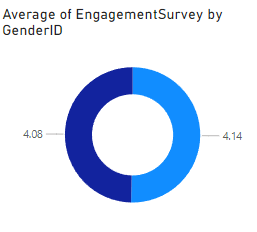 Average of EngagementSurvey by
GenderID
4.08
4.14